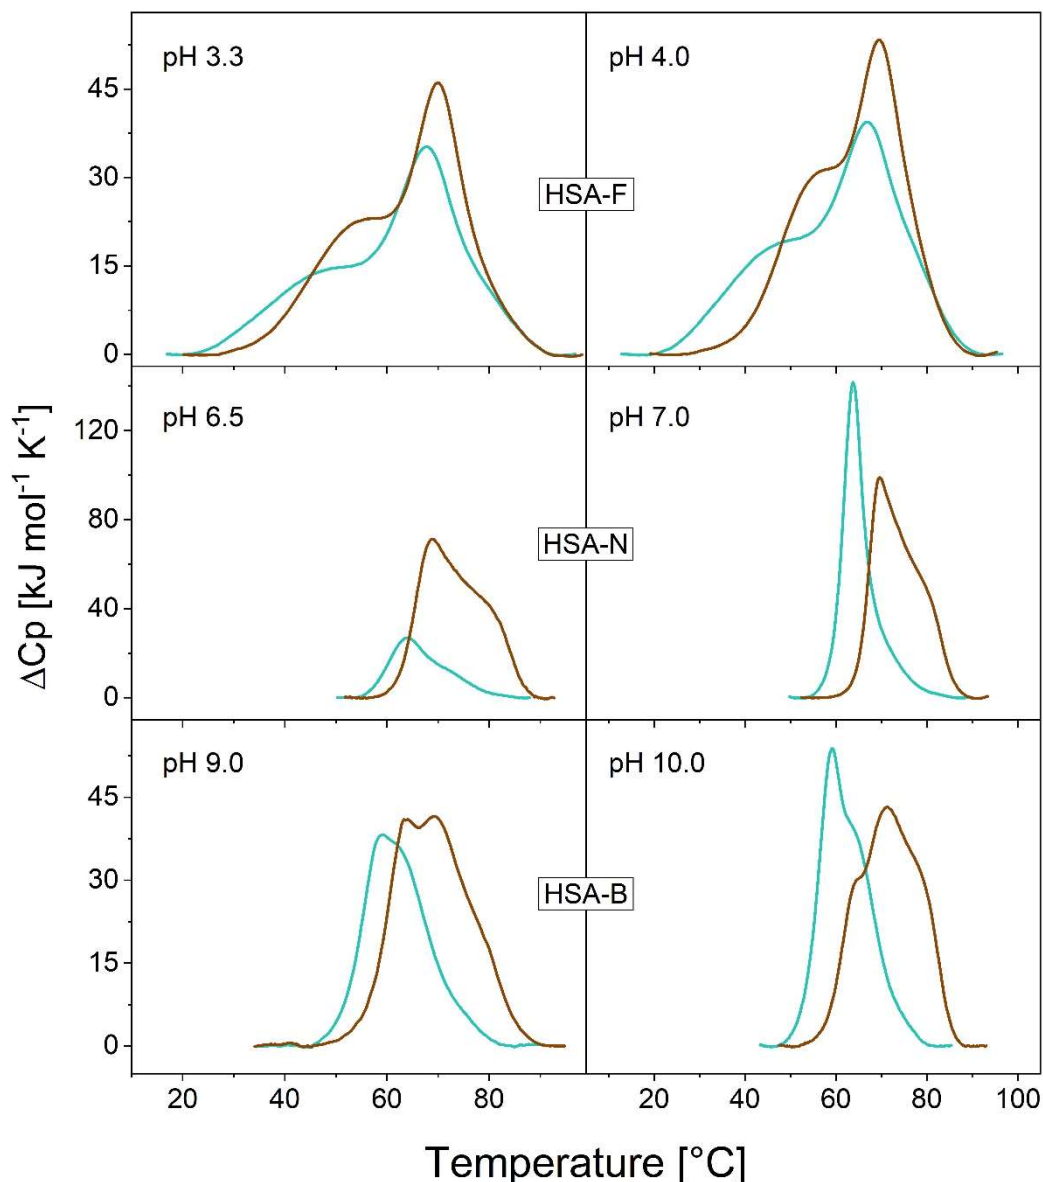 pH 3.3
pH 4.0
45
30
15
0
HSA-F
pH 6.5
pH 7.0
120
80
40
0
HSA-N
ΔCp [kJ mol⁻¹ K⁻¹]
pH 9.0
pH 10.0
45
30
15
0
HSA-B
20 40 60 80 20 40 60 80 100
Temperature [°C]